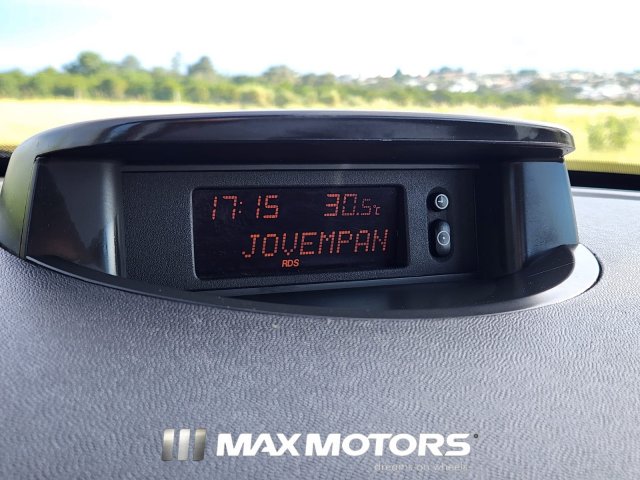 17:15 30.5°C
JOVEMPAN
RDS
MAX MOTORS
dreams on wheels